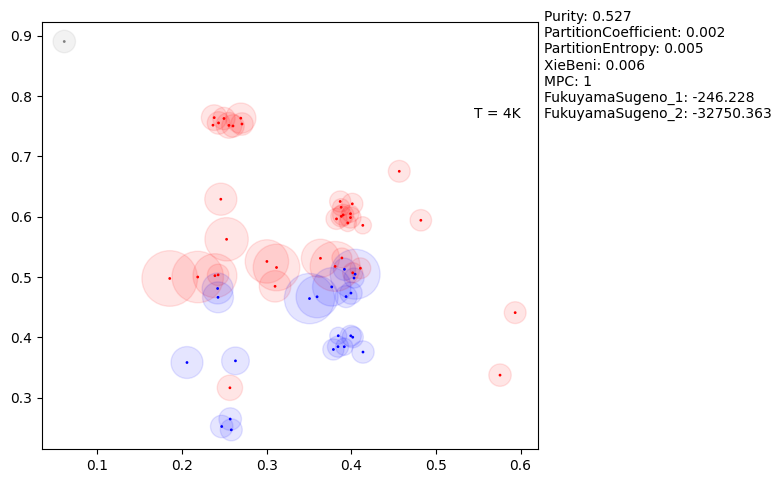 Purity: 0.527
PartitionCoefficient: 0.002
PartitionEntropy: 0.005
XieBeni: 0.006
MPC: 1
FukuyamaSugeno_1: -246.228
FukuyamaSugeno_2: -32750.363
T = 4K
0.9
0.8
0.7
0.6
0.5
0.4
0.3
0.1 0.2 0.3 0.4 0.5 0.6